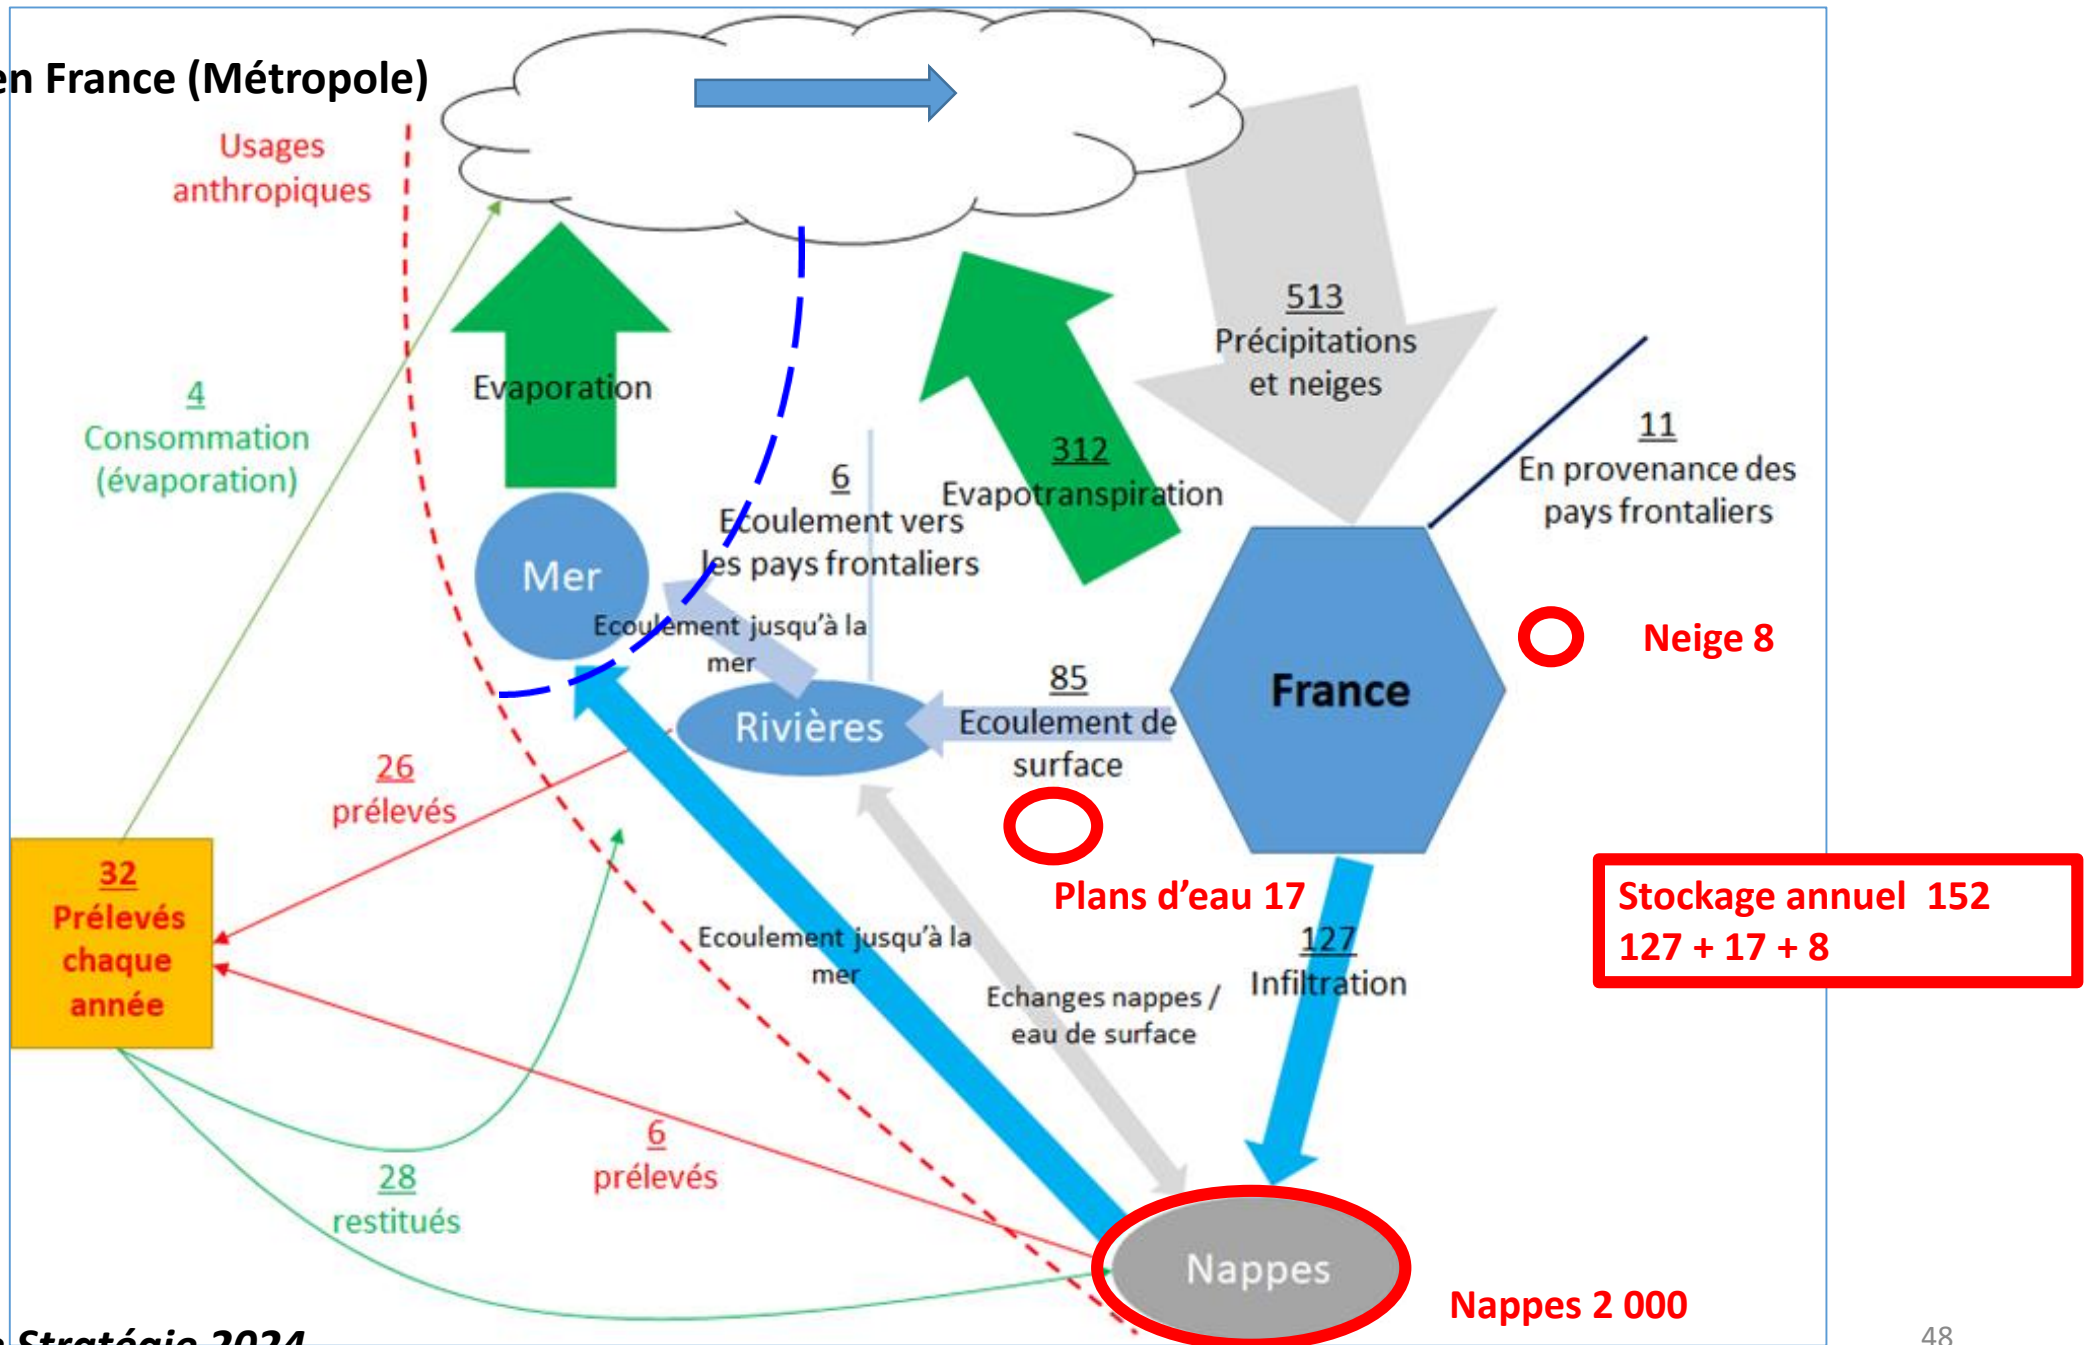 en France (Métropole)
Usages
anthropiques
513
Précipitations
et neiges
4
Consommation
(évaporation)
Evaporation
11
En provenance des
pays frontaliers
312
Evapotranspiration
6
Ecoulement vers
les pays frontaliers
Mer
Ecoulement jusqu'à la
mer
Neige 8
85
Ecoulement de
surface
France
Rivières
26
prélevés
32
Prélevés
chaque
année
Plans d'eau 17
Stockage annuel 152
127 + 17 + 8
Ecoulement jusqu'à la
mer
127
Infiltration
Echanges nappes /
eau de surface
6
prélevés
28
restitués
Nappes
Nappes 2 000
Stratégie 2024
48